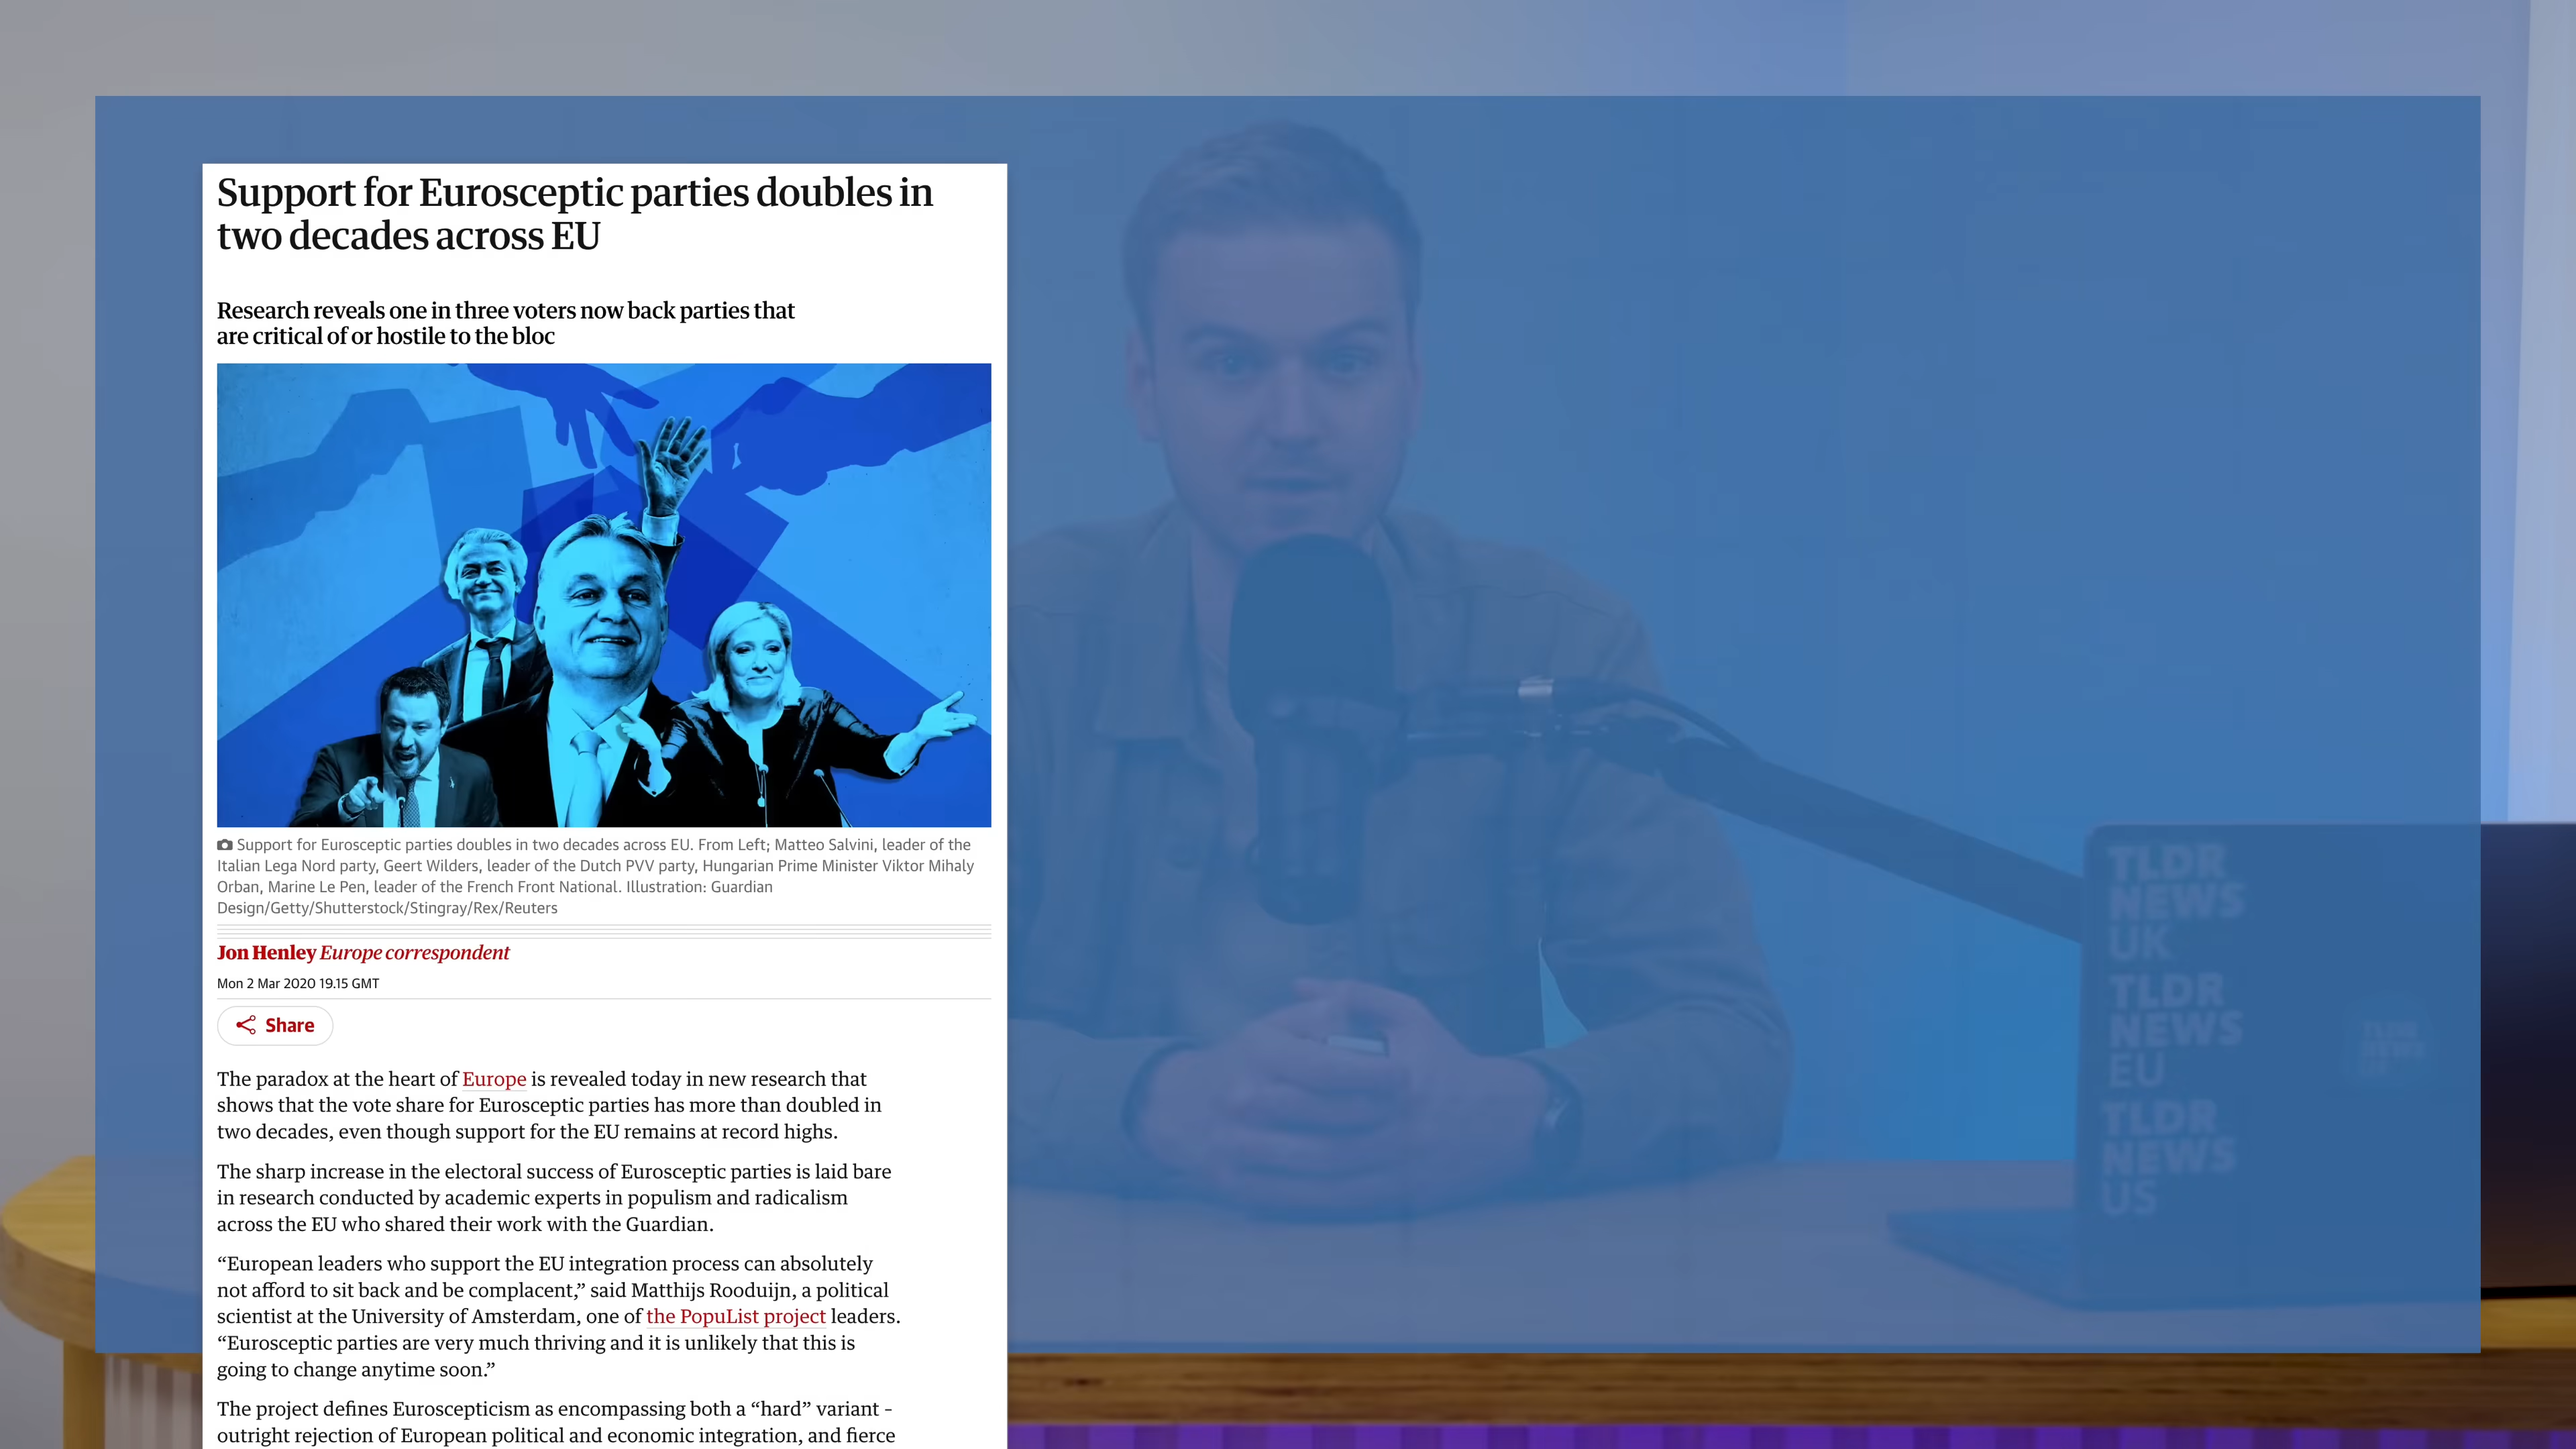 Support for Eurosceptic parties doubles in
two decades across EU
Research reveals one in three voters now back parties that
are critical of or hostile to the bloc
Support for Eurosceptic parties doubles in two decades across EU. From Left; Matteo Salvini, leader of the
Italian Lega Nord party, Geert Wilders, leader of the Dutch PVV party, Hungarian Prime Minister Viktor Mihaly
Orban, Marine Le Pen, leader of the French Front National. Illustration: Guardian
Design/Getty/Shutterstock/Stingray/Rex/Reuters
Jon Henley Europe correspondent
Mon 2 Mar 2020 19.15 GMT
Share
The paradox at the heart of Europe is revealed today in new research that
shows that the vote share for Eurosceptic parties has more than doubled in
two decades, even though support for the EU remains at record highs.
The sharp increase in the electoral success of Eurosceptic parties is laid bare
in research conducted by academic experts in populism and radicalism
across the EU who shared their work with the Guardian.
“European leaders who support the EU integration process can absolutely
not afford to sit back and be complacent,” said Matthijs Rooduijn, a political
scientist at the University of Amsterdam, one of the PopuList project leaders.
“Eurosceptic parties are very much thriving and it is unlikely that this is
going to change anytime soon.”
The project defines Euroscepticism as encompassing both a “hard” variant –
outright rejection of European political and economic integration, and fierce
TLDR
NEWS
UK
TLDR
NEWS
EU
TLDR
NEWS
US